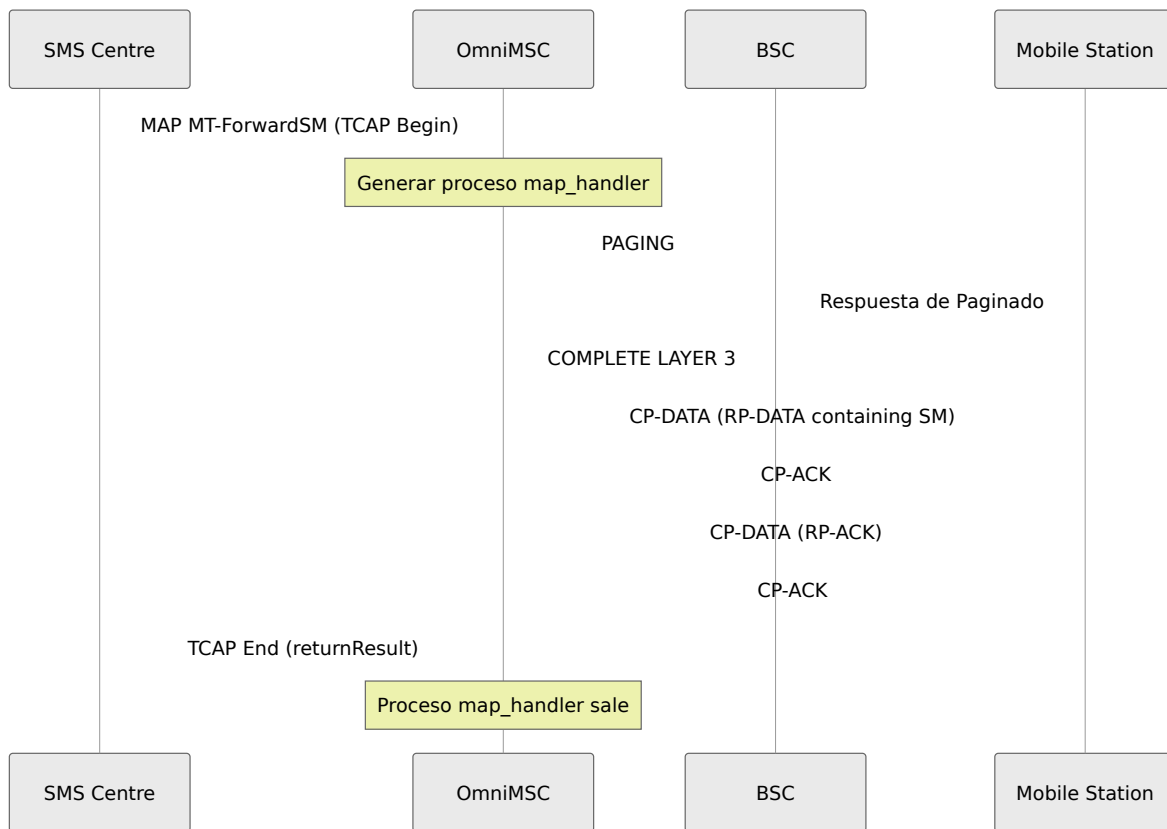 SMS Centre
OmniMSC
BSC
Mobile Station
MAP MT-ForwardSM (TCAP Begin)
Generar proceso map_handler
PAGING
Respuesta de Paginado
COMPLETE LAYER 3
CP-DATA (RP-DATA containing SM)
CP-ACK
CP-DATA (RP-ACK)
CP-ACK
TCAP End (returnResult)
Proceso map_handler sale
SMS Centre
OmniMSC
BSC
Mobile Station